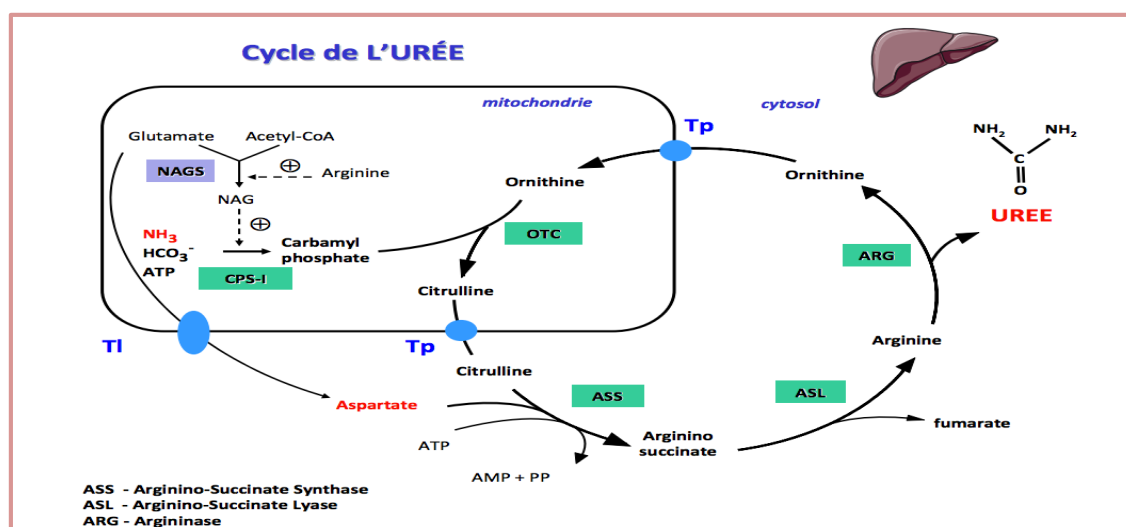 Cycle de L'URÉE
mitochondrie
cytosol
Glutamate
Acetyl-CoA
NAGS
Arginine
NAG
NH3
HCO3-
ATP
CPS-I
Carbamyl
phosphate
Ornithine
OTC
Citrulline
Tp
Ornithine
NH2
NH2
C
O
UREE
ARG
Arginine
Tl
Tp
Citrulline
Aspartate
ATP
AMP + PP
ASS
Arginino
succinate
ASL
fumarate
ASS - Arginino-Succinate Synthase
ASL - Arginino-Succinate Lyase
ARG - Argininase